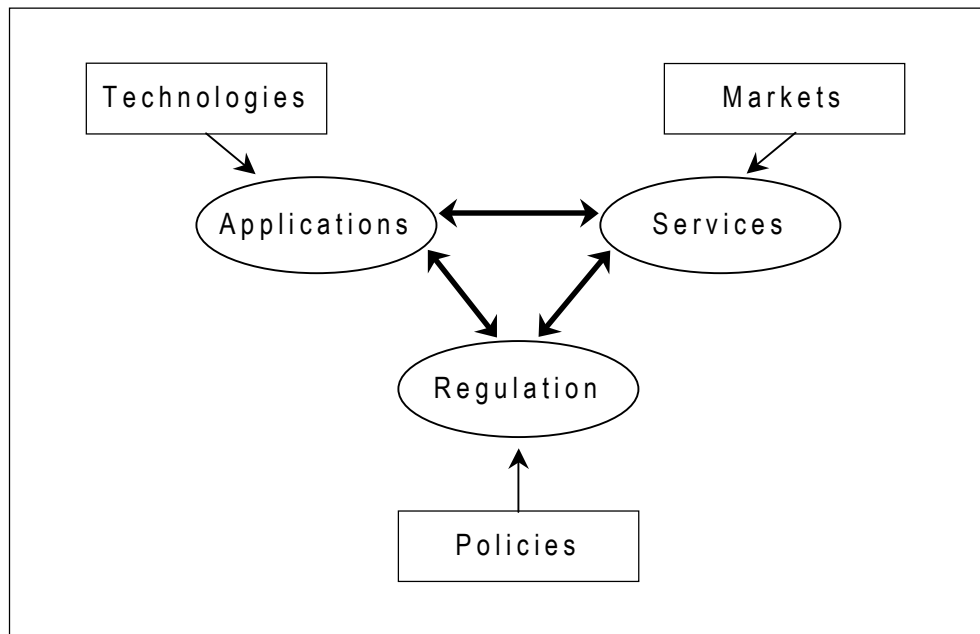 Technologies
Markets
Applications
Services
Regulation
Policies